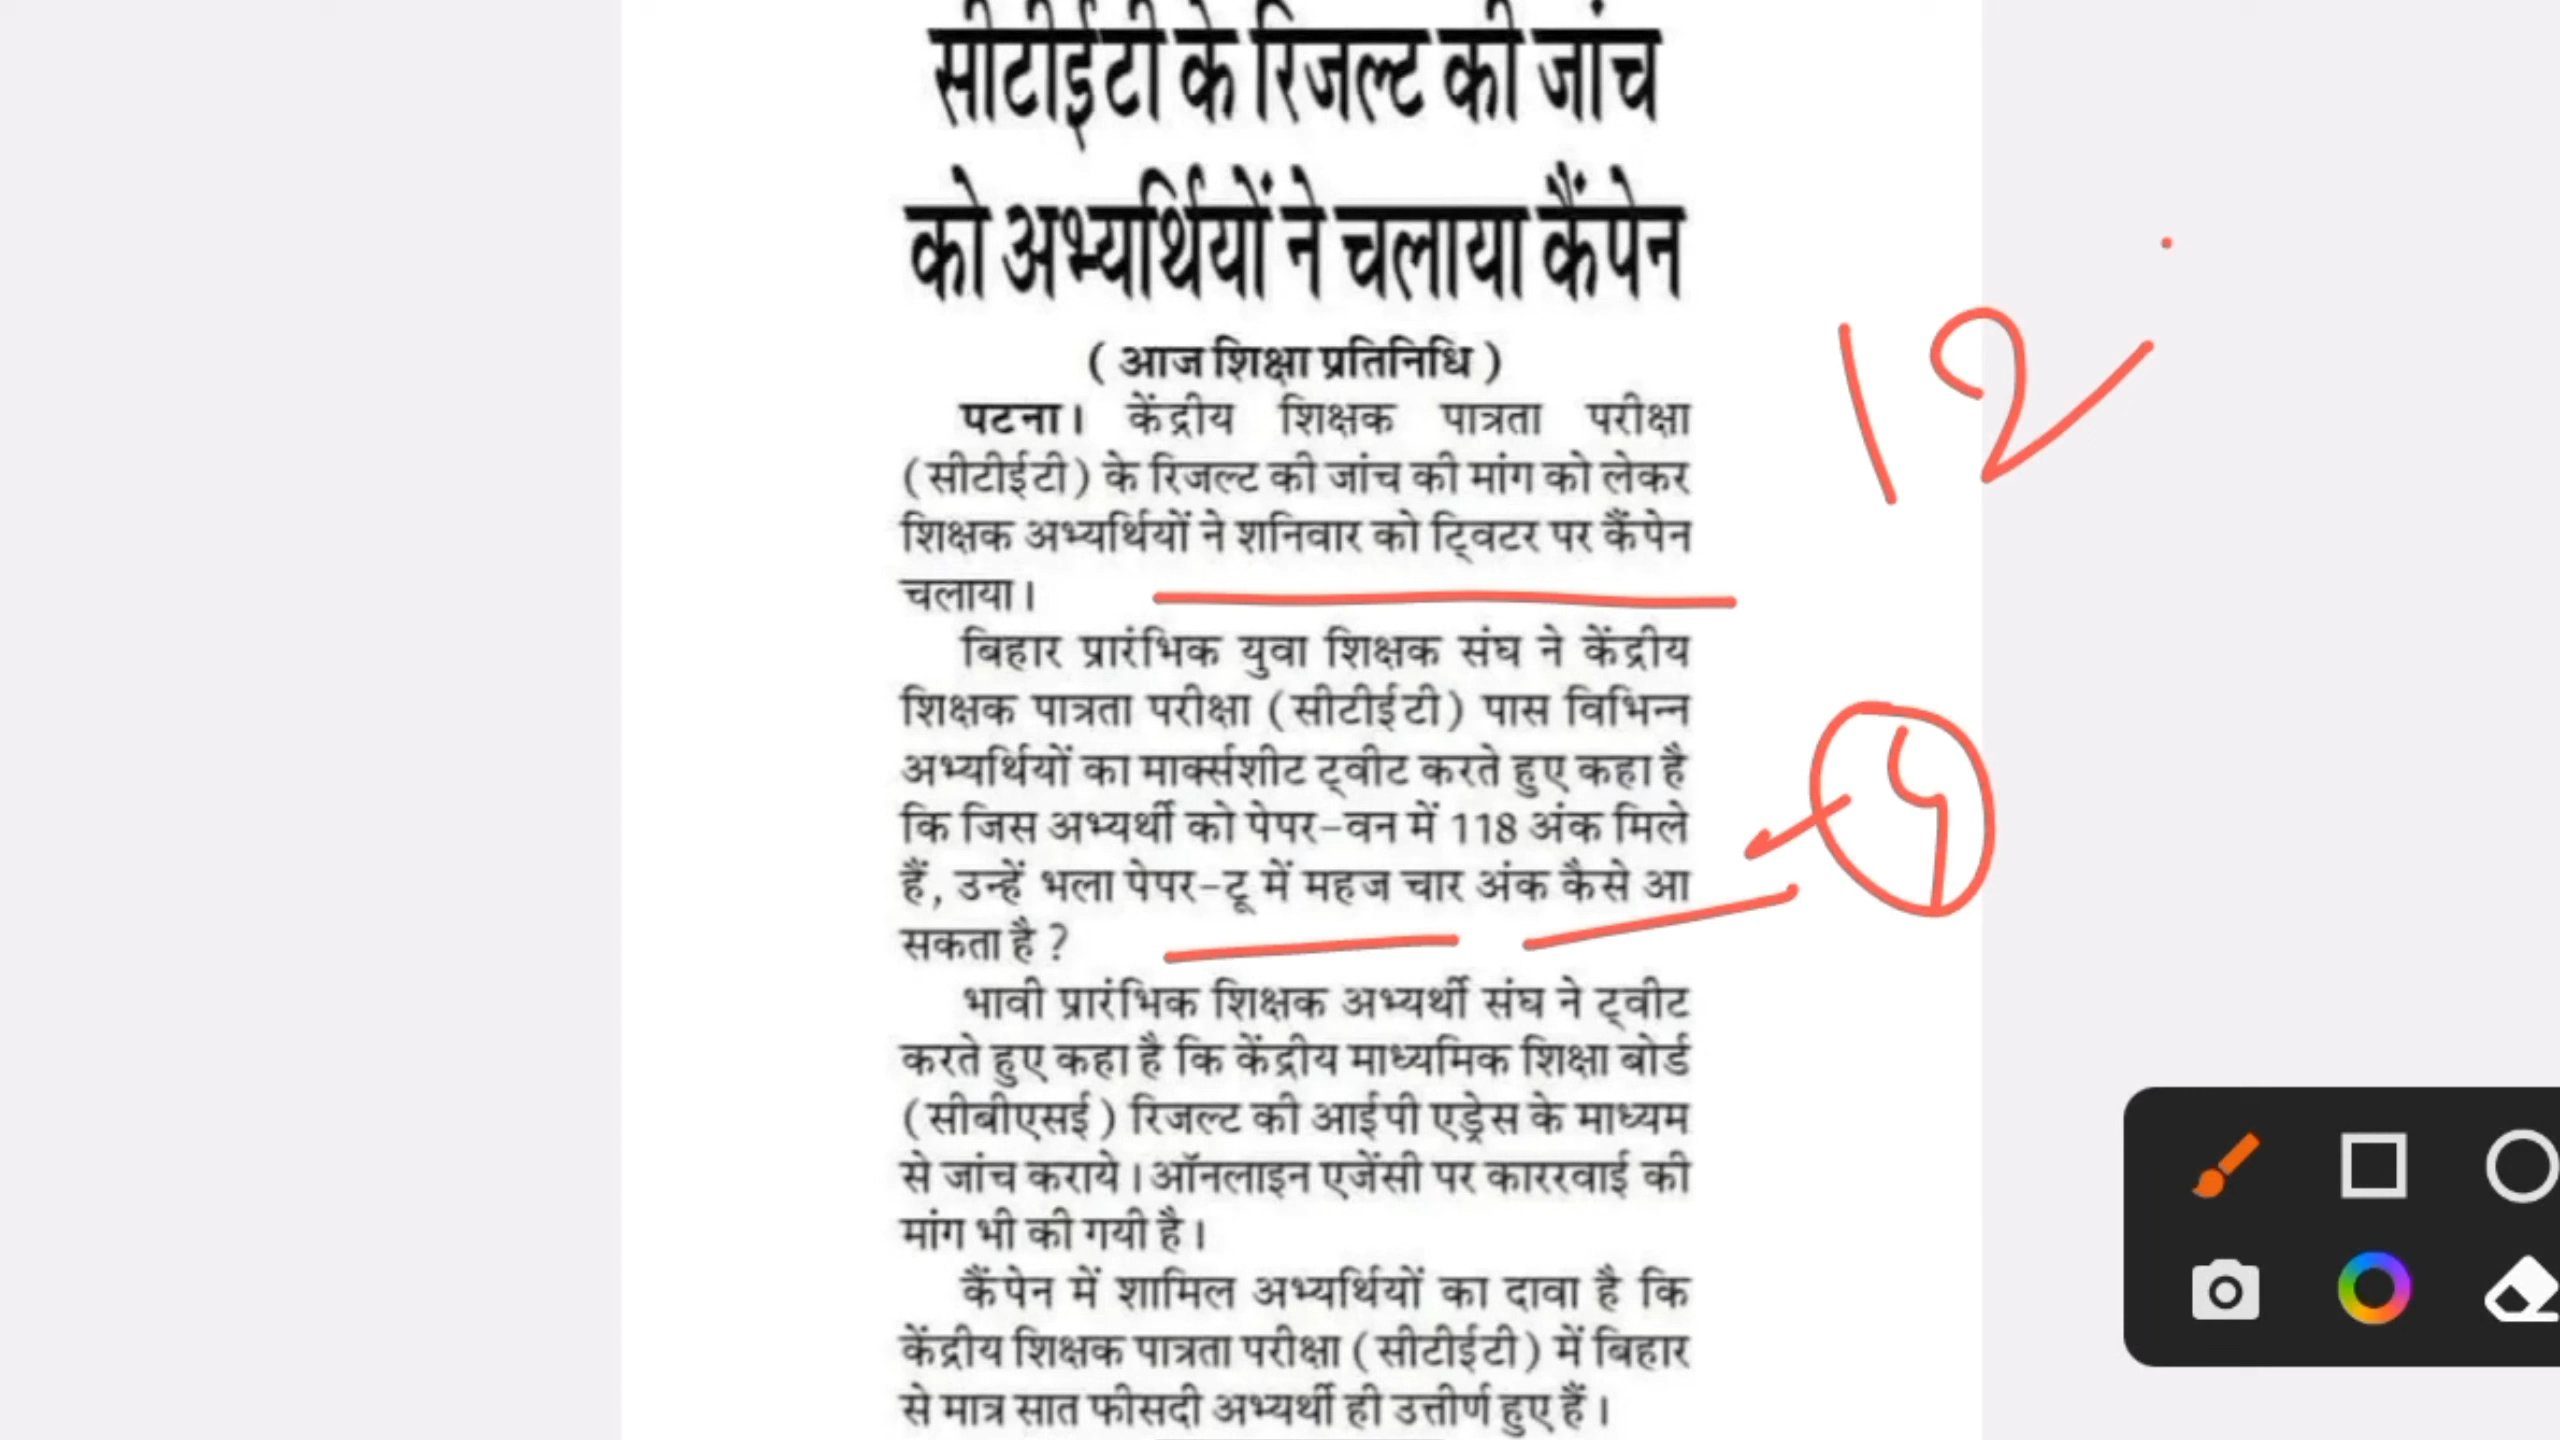 सीटीईटी के रिजल्ट की जांच
को अभ्यर्थियों ने चलाया कैंपेन
( आज शिक्षा प्रतिनिधि )
पटना। केंद्रीय शिक्षक पात्रता परीक्षा
(सीटीईटी) के रिजल्ट की जांच की मांग को लेकर
शिक्षक अभ्यर्थियों ने शनिवार को ट्विटर पर कैंपेन
चलाया।
बिहार प्रारंभिक युवा शिक्षक संघ ने केंद्रीय
शिक्षक पात्रता परीक्षा (सीटीईटी) पास विभिन्न
अभ्यर्थियों का मार्क्सशीट ट्वीट करते हुए कहा है
कि जिस अभ्यर्थी को पेपर-वन में 118 अंक मिले
हैं, उन्हें भला पेपर-टू में महज चार अंक कैसे आ
सकता है ?
भावी प्रारंभिक शिक्षक अभ्यर्थी संघ ने ट्वीट
करते हुए कहा है कि केंद्रीय माध्यमिक शिक्षा बोर्ड
(सीबीएसई) रिजल्ट की आईपी एड्रेस के माध्यम
से जांच कराये। ऑनलाइन एजेंसी पर काररवाई की
मांग भी की गयी है।
कैंपेन में शामिल अभ्यर्थियों का दावा है कि
केंद्रीय शिक्षक पात्रता परीक्षा (सीटीईटी) में बिहार
से मात्र सात फीसदी अभ्यर्थी ही उत्तीर्ण हुए हैं।
12